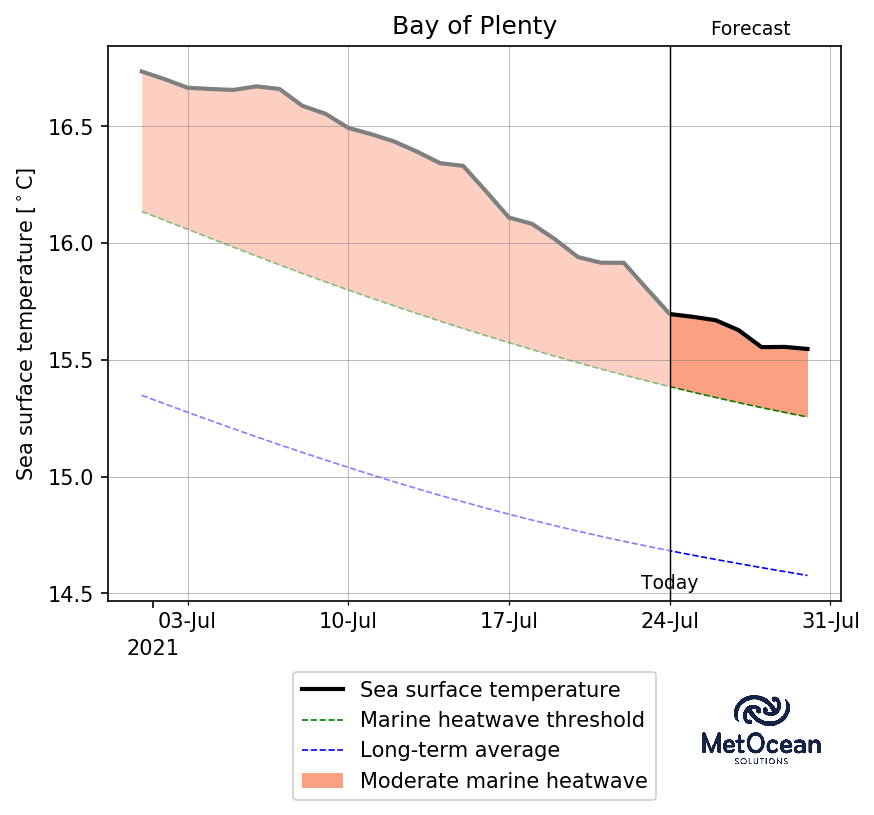 Bay of Plenty
Forecast
Sea surface temperature [°C]
16.5
16.0
15.5
15.0
14.5
Today
03-Jul
10-Jul
17-Jul
24-Jul
31-Jul
2021
Sea surface temperature
Marine heatwave threshold
Long-term average
Moderate marine heatwave
MetOcean
SOLUTIONS